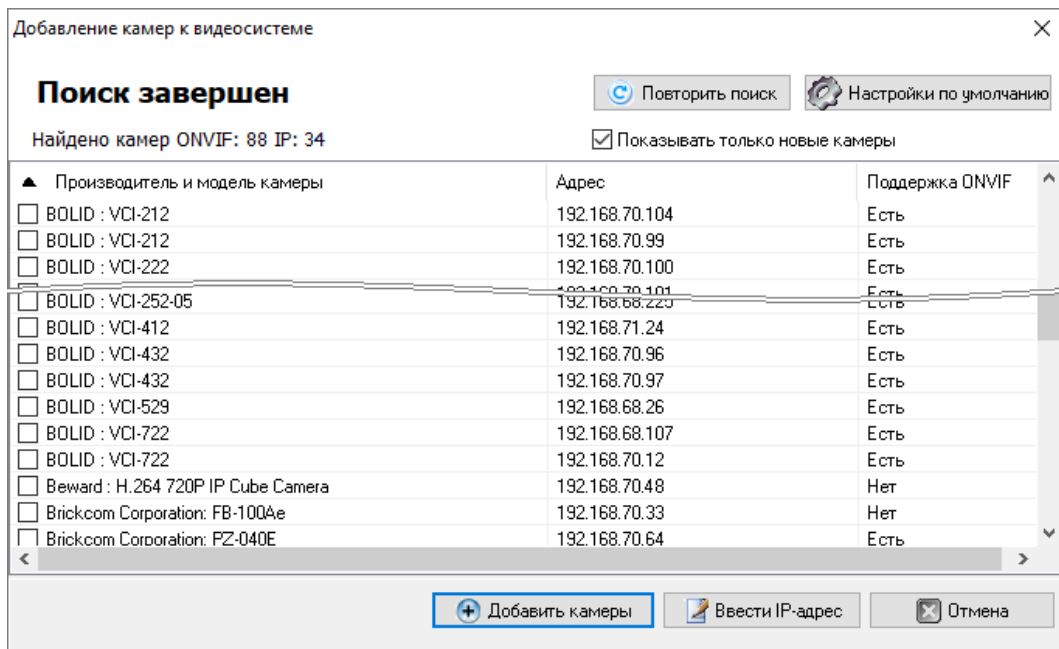 Добавление камер к видеосистеме
Поиск завершен
Повторить поиск
Настройки по умолчанию
Найдено камер ONVIF: 88 IP: 34
Показывать только новые камеры
Производитель и модель камеры Адрес Поддержка ONVIF
BOLID : VCI-212 192.168.70.104 Есть
BOLID : VCI-212 192.168.70.99 Есть
BOLID : VCI-222 192.168.70.100 Есть
192.168.70.101 Есть
BOLID : VCI-252-05 192.168.68.225 Есть
BOLID : VCI-412 192.168.71.24 Есть
BOLID : VCI-432 192.168.70.96 Есть
BOLID : VCI-432 192.168.70.97 Есть
BOLID : VCI-529 192.168.68.26 Есть
BOLID : VCI-722 192.168.68.107 Есть
BOLID : VCI-722 192.168.70.12 Есть
Beward : H.264 720P IP Cube Camera 192.168.70.48 Нет
Brickcom Corporation: FB-100Ae 192.168.70.33 Нет
Brickcom Corporation: PZ-040E 192.168.70.64 Есть
Добавить камеры
Ввести IP-адрес
Отмена